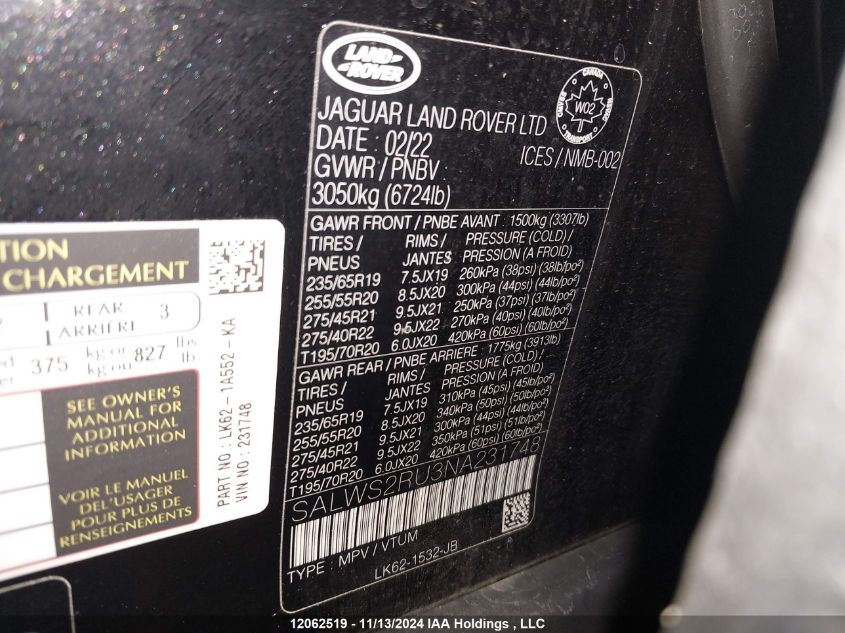 LAND
ROVER
JAGUAR LAND ROVER LTD
DATE : 02/22
ICES / NMB-002
GVWR / PNBV
3050kg (6724lb)
CANADA
W02
TRANSPORT
GAWR FRONT / PNBE AVANT : 1500kg (3307lb)
TIRES / RIMS / PRESSURE (COLD) /
PNEUS JANTES PRESSION (A FROID)
235/65R19 7.5JX19 260kPa (38psi) (38lb/po²)
255/55R20 8.5JX20 300kPa (44psi) (44lb/po²)
275/45R21 9.5JX21 250kPa (37psi) (37lb/po²)
275/40R22 9.5JX22 270kPa (40psi) (40lb/po²)
T195/70R20 6.0JX20 420kPa (60psi) (60lb/po²)
GAWR REAR / PNBE ARRIERE : 1775kg (3913lb)
TIRES / RIMS / PRESSURE (COLD) /
PNEUS JANTES PRESSION (A FROID)
235/65R19 7.5JX19 310kPa (45psi) (45lb/po²)
255/55R20 8.5JX20 340kPa (50psi) (50lb/po²)
275/45R21 9.5JX21 300kPa (44psi) (44lb/po²)
275/40R22 9.5JX22 350kPa (51psi) (51lb/po²)
T195/70R20 6.0JX20 420kPa (60psi) (60lb/po²)
SALWS2RU3NA231748
TYPE : MPV / VTUM
LK62-1532-JB
CHARGEMENT
REAR 3
ARRIÈRE
375 kg or 827 lbs
kg ou lb
SEE OWNER'S
MANUAL FOR
ADDITIONAL
INFORMATION
VOIR LE MANUEL
DE L'USAGER
POUR PLUS DE
RENSEIGNEMENTS
PART NO : LK62 - 1A552 - KA
VIN NO : 231748
12062519 - 11/13/2024 IAA Holdings , LLC